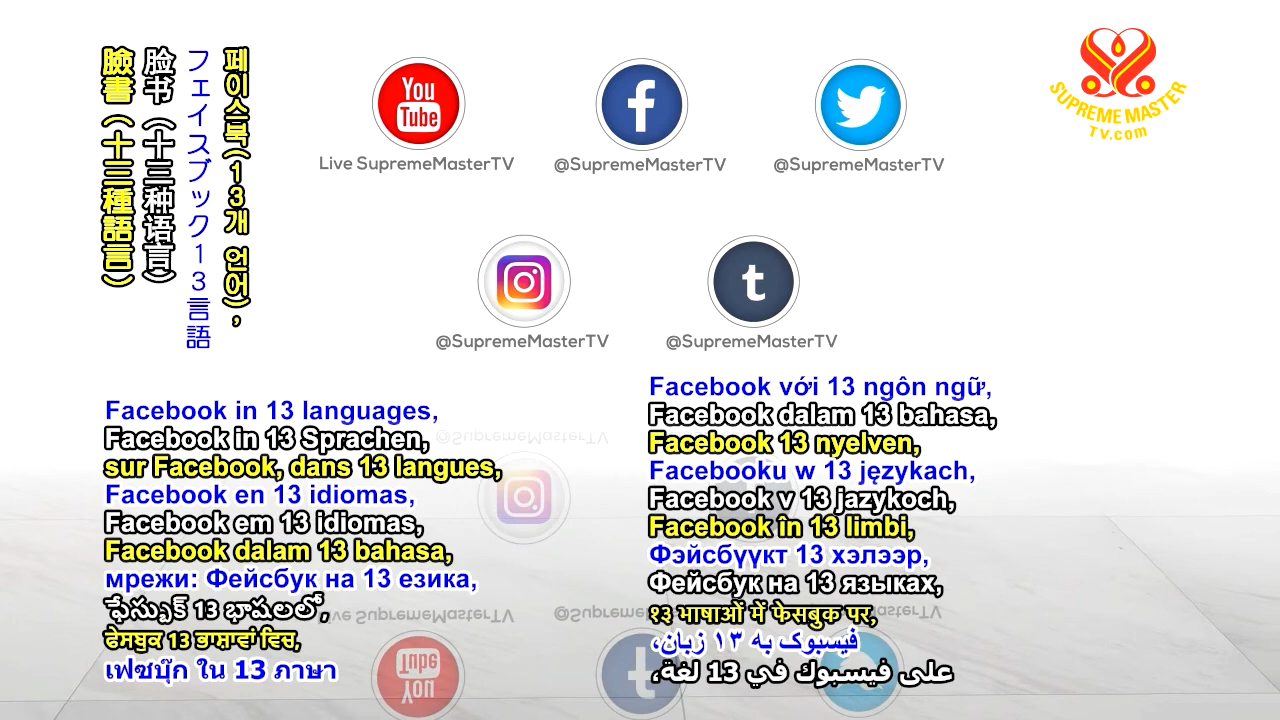 臉書（十三種語言）
脸书（十三种语言）
フェイスブック13言語
페이스북(13개 언어),
You
Tube
Live SupremeMasterTV
f
@SupremeMasterTV
@SupremeMasterTV
SUPREME MASTER
Tv.com
@SupremeMasterTV
t
@SupremeMasterTV
Facebook in 13 languages,
Facebook in 13 Sprachen,
sur Facebook, dans 13 langues,
Facebook en 13 idiomas,
Facebook em 13 idiomas,
Facebook dalam 13 bahasa,
мрежи: Фейсбук на 13 езика,
ఫేస్బుుక్ 13 భాషలలో,
ਫੇਸਬੁਕ 13 ਭਾਸ਼ਾਵਾਂ ਵਿਚ,
เฟซบุ๊ก ใน 13 ภาษา
Facebook với 13 ngôn ngữ,
Facebook dalam 13 bahasa,
Facebook 13 nyelven,
Facebooku w 13 językach,
Facebook v 13 jazykoch,
Facebook în 13 limbi,
Фэйсбүүкт 13 хэлээр,
Фейсбук на 13 языках,
१३ भाषाओं में फेसबुक पर,
فیسبوک به ۱۳ زبان،
على فيسبوك في 13 لغة،